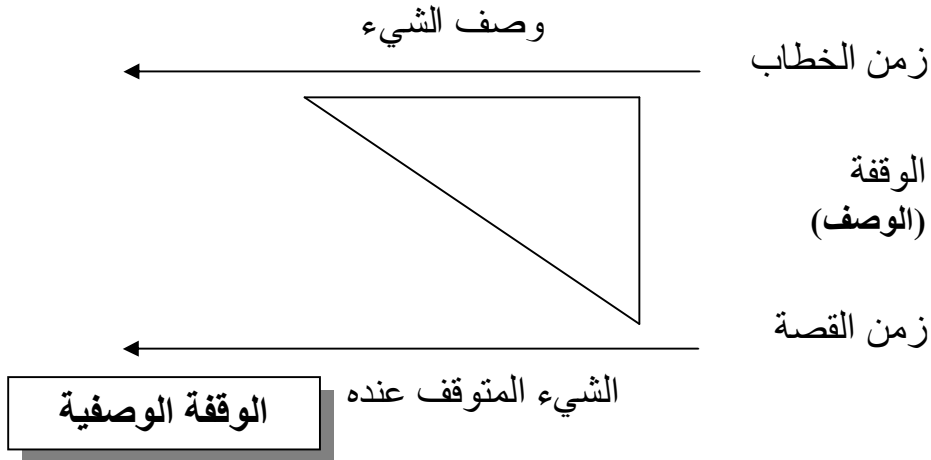 وصف الشيء
زمن الخطاب
الوقفة
(الوصف)
زمن القصة
الشيء المتوقف عنده
الوقفة الوصفية